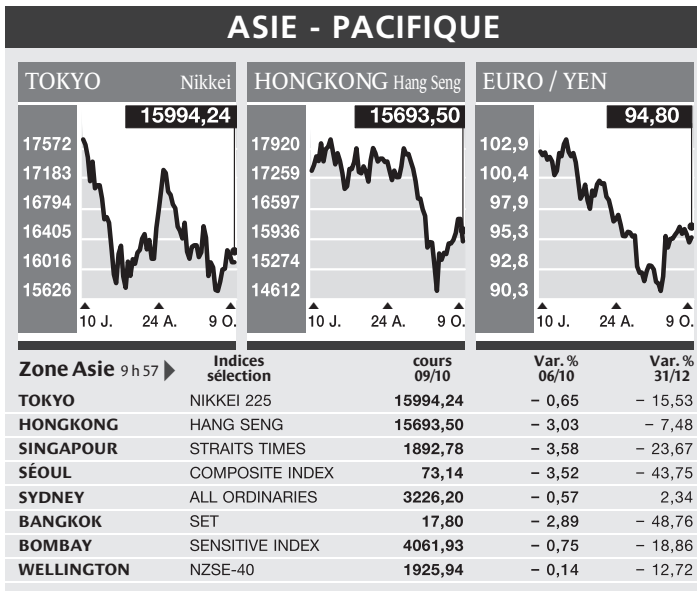 ASIE - PACIFIQUE
TOKYO Nikkei
15994,24
17572
17183
16794
16405
16016
15626
10 J. 24 A. 9 O.
HONGKONG Hang Seng
15693,50
17920
17259
16597
15936
15274
14612
10 J. 24 A. 9 O.
EURO / YEN
94,80
102,9
100,4
97,9
95,3
92,8
90,3
10 J. 24 A. 9 O.
Zone Asie 9 h 57 Indices sélection cours 09/10 Var. % 06/10 Var. % 31/12
TOKYO NIKKEI 225 15994,24 – 0,65 – 15,53
HONGKONG HANG SENG 15693,50 – 3,03 – 7,48
SINGAPOUR STRAITS TIMES 1892,78 – 3,58 – 23,67
SÉOUL COMPOSITE INDEX 73,14 – 3,52 – 43,75
SYDNEY ALL ORDINARIES 3226,20 – 0,57 2,34
BANGKOK SET 17,80 – 2,89 – 48,76
BOMBAY SENSITIVE INDEX 4061,93 – 0,75 – 18,86
WELLINGTON NZSE-40 1925,94 – 0,14 – 12,72